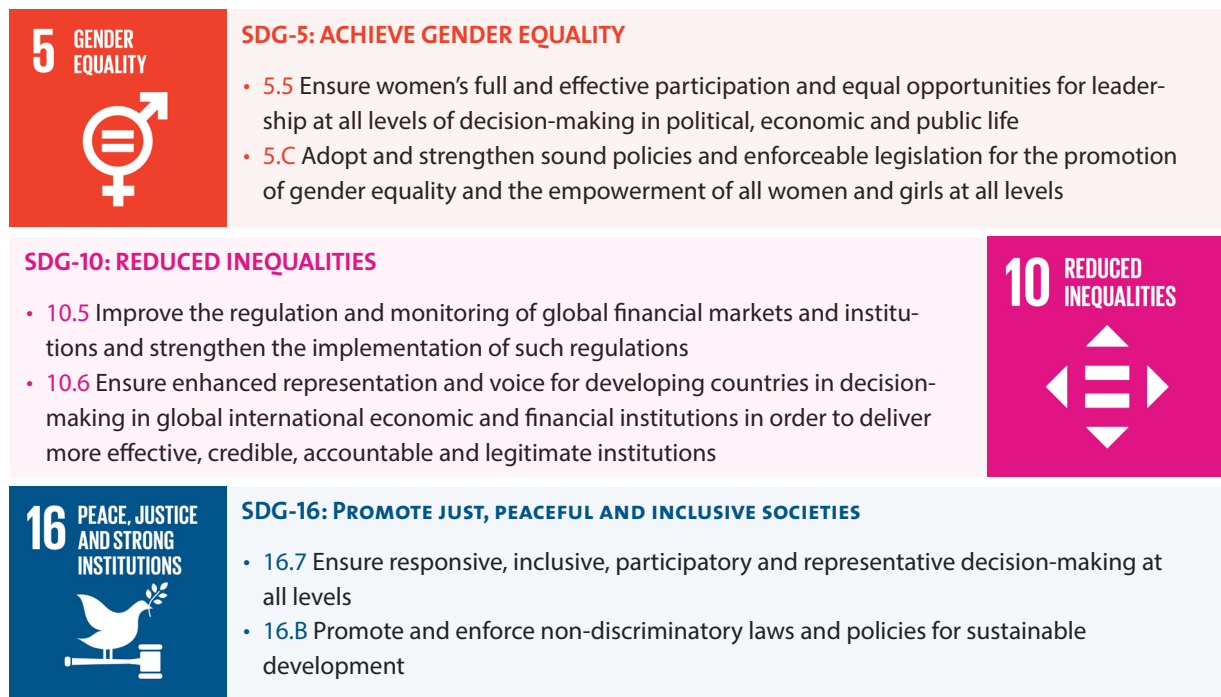 5 GENDER
EQUALITY
SDG-5: ACHIEVE GENDER EQUALITY
• 5.5 Ensure women’s full and effective participation and equal opportunities for leader-
ship at all levels of decision-making in political, economic and public life
• 5.C Adopt and strengthen sound policies and enforceable legislation for the promotion
of gender equality and the empowerment of all women and girls at all levels
SDG-10: REDUCED INEQUALITIES
• 10.5 Improve the regulation and monitoring of global financial markets and institu-
tions and strengthen the implementation of such regulations
• 10.6 Ensure enhanced representation and voice for developing countries in decision-
making in global international economic and financial institutions in order to deliver
more effective, credible, accountable and legitimate institutions
10 REDUCED
INEQUALITIES
16 PEACE, JUSTICE
AND STRONG
INSTITUTIONS
SDG-16: PROMOTE JUST, PEACEFUL AND INCLUSIVE SOCIETIES
• 16.7 Ensure responsive, inclusive, participatory and representative decision-making at
all levels
• 16.B Promote and enforce non-discriminatory laws and policies for sustainable
development